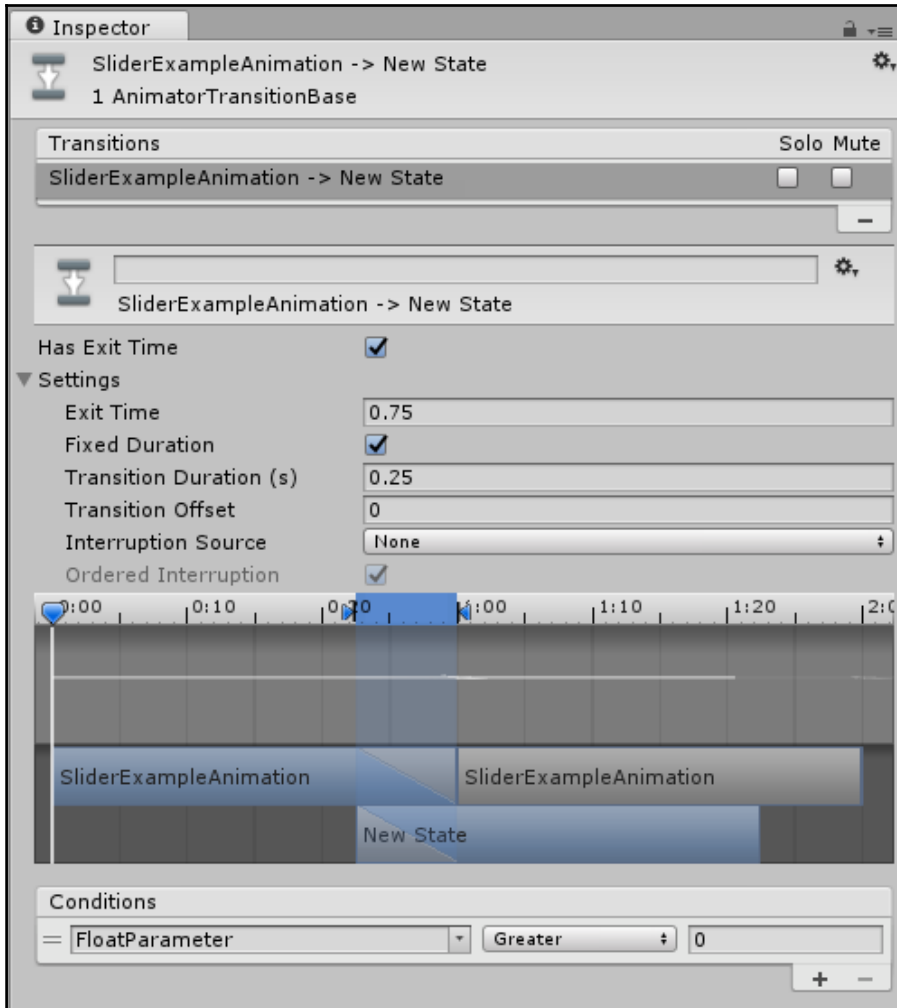 Inspector
SliderExampleAnimation -> New State
1 AnimatorTransitionBase
Transitions Solo Mute
SliderExampleAnimation -> New State
SliderExampleAnimation -> New State
Has Exit Time
Settings
Exit Time 0.75
Fixed Duration
Transition Duration (s) 0.25
Transition Offset 0
Interruption Source None
Ordered Interruption
0:10 1:10 1:20
SliderExampleAnimation SliderExampleAnimation
New State
Conditions
= FloatParameter Greater 0
+ −